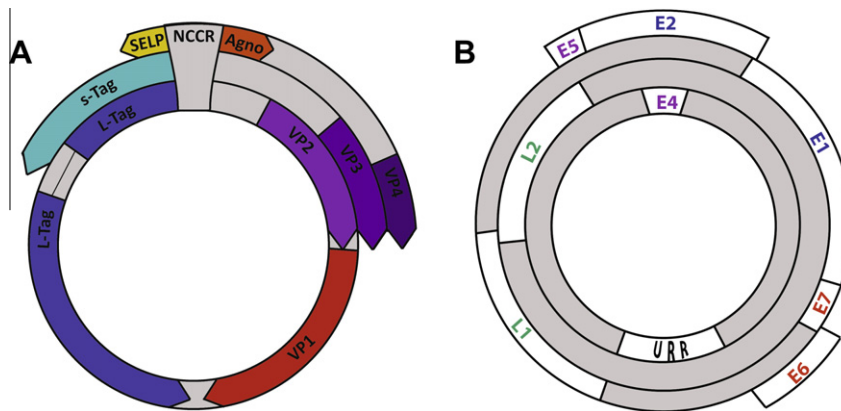 A
SELP
NCCR
Agno
s-Tag
L-Tag
VP2
VP3
VP4
L-Tag
VP1
B
E2
E5
E4
E1
L2
E7
L1
URR
E6